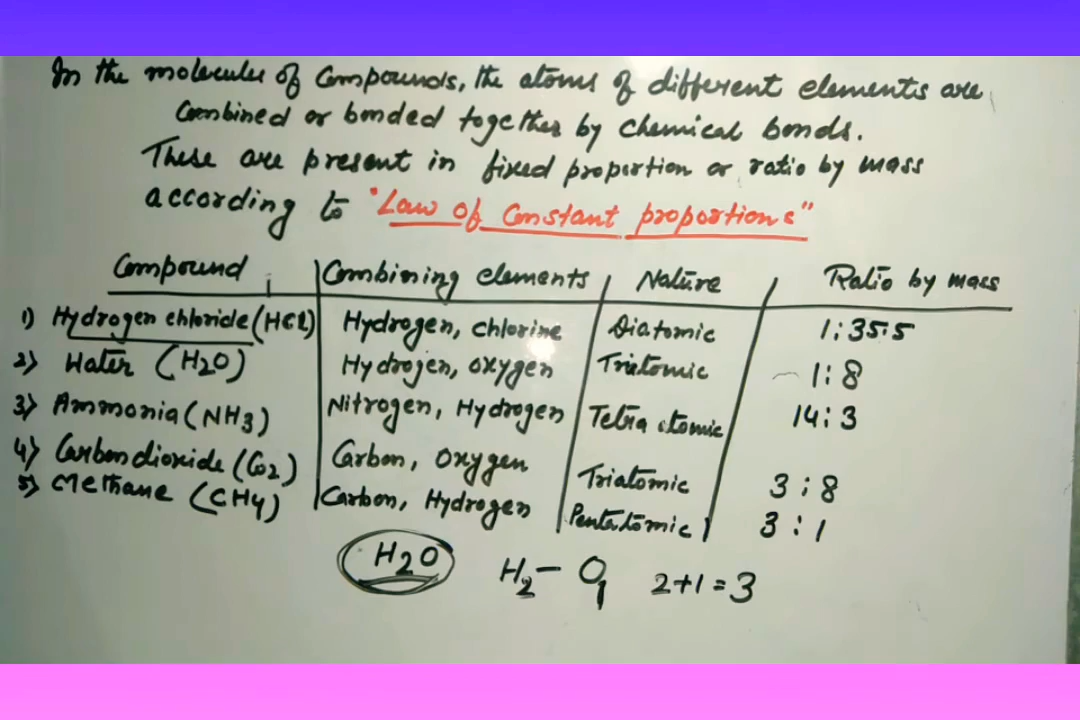 In the molecules of Compounds, the atoms of different elements are
combined or bonded together by chemical bonds.
These are present in fixed proportion or ratio by mass
according to "Law of Constant proportions"
Compound | Combining elements | Nature | Ratio by mass
1) Hydrogen chloride (HCl) Hydrogen, chlorine Diatomic 1:35.5
2) Water (H2O) Hydrogen, oxygen Triatomic 1:8
3) Ammonia (NH3) Nitrogen, Hydrogen Tetra atomic 14:3
4) Carbondioxide (Co2) Carbon, Oxygen Triatomic 3:8
5) Methane (CH4) Carbon, Hydrogen Pentatomic 3:1
H2O H2 - O1 2+1=3